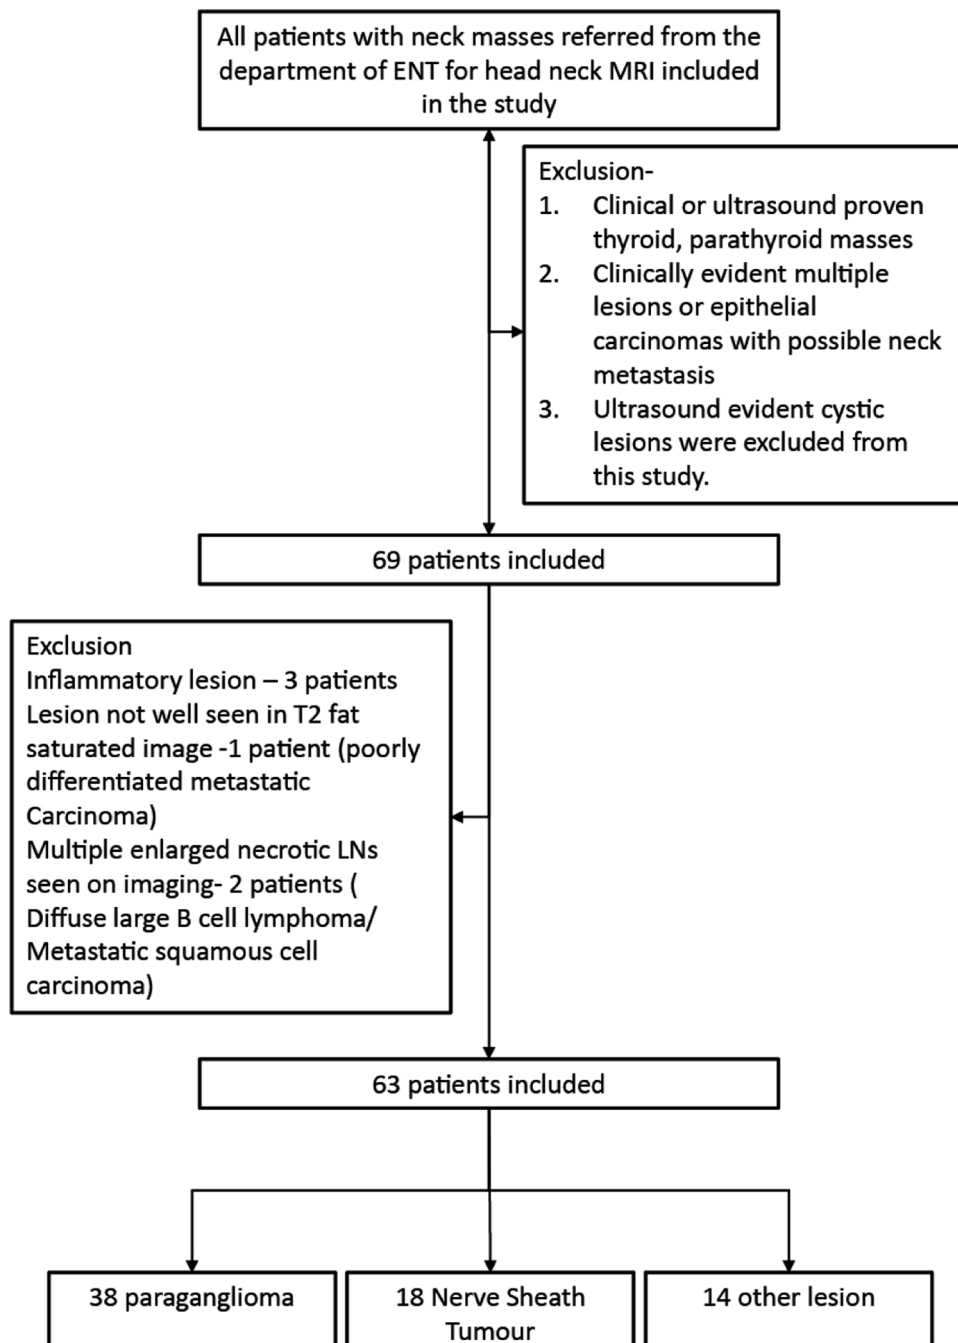 All patients with neck masses referred from the
department of ENT for head neck MRI included
in the study
Exclusion-
1. Clinical or ultrasound proven
thyroid, parathyroid masses
2. Clinically evident multiple
lesions or epithelial
carcinomas with possible neck
metastasis
3. Ultrasound evident cystic
lesions were excluded from
this study.
69 patients included
Exclusion
Inflammatory lesion – 3 patients
Lesion not well seen in T2 fat
saturated image -1 patient (poorly
differentiated metastatic
Carcinoma)
Multiple enlarged necrotic LNs
seen on imaging- 2 patients (
Diffuse large B cell lymphoma/
Metastatic squamous cell
carcinoma)
63 patients included
38 paraganglioma
18 Nerve Sheath
Tumour
14 other lesion